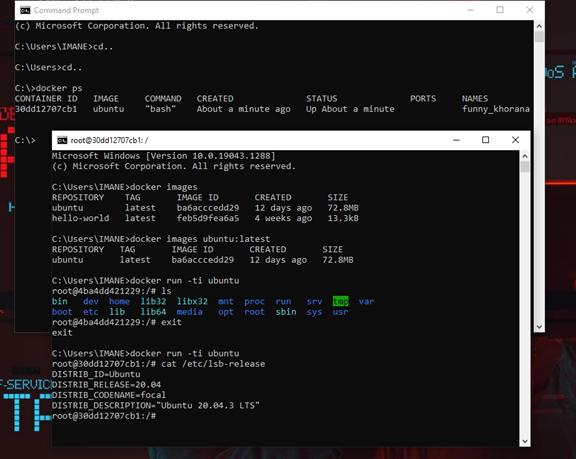 Command Prompt
(c) Microsoft Corporation. All rights reserved.
C:\Users\IMANE>cd..
C:\Users>cd..
C:\>docker ps
CONTAINER ID IMAGE COMMAND CREATED STATUS PORTS NAMES
30dd12707cb1 ubuntu "bash" About a minute ago Up About a minute funny_khorana
C:\>
root@30dd12707cb1: /
Microsoft Windows [Version 10.0.19043.1288]
(c) Microsoft Corporation. All rights reserved.
C:\Users\IMANE>docker images
REPOSITORY TAG IMAGE ID CREATED SIZE
ubuntu latest ba6acccedd29 12 days ago 72.8MB
hello-world latest feb5d9fea6a5 4 weeks ago 13.3kB
C:\Users\IMANE>docker images ubuntu:latest
REPOSITORY TAG IMAGE ID CREATED SIZE
ubuntu latest ba6acccedd29 12 days ago 72.8MB
C:\Users\IMANE>docker run -ti ubuntu
root@4ba4dd421229:/# ls
bin dev home lib32 libx32 mnt proc run srv tmp var
boot etc lib lib64 media opt root sbin sys usr
root@4ba4dd421229:/# exit
exit
C:\Users\IMANE>docker run -ti ubuntu
root@30dd12707cb1:/# cat /etc/lsb-release
DISTRIB_ID=Ubuntu
DISTRIB_RELEASE=20.04
DISTRIB_CODENAME=focal
DISTRIB_DESCRIPTION="Ubuntu 20.04.3 LTS"
root@30dd12707cb1:/#
F-SERVIC